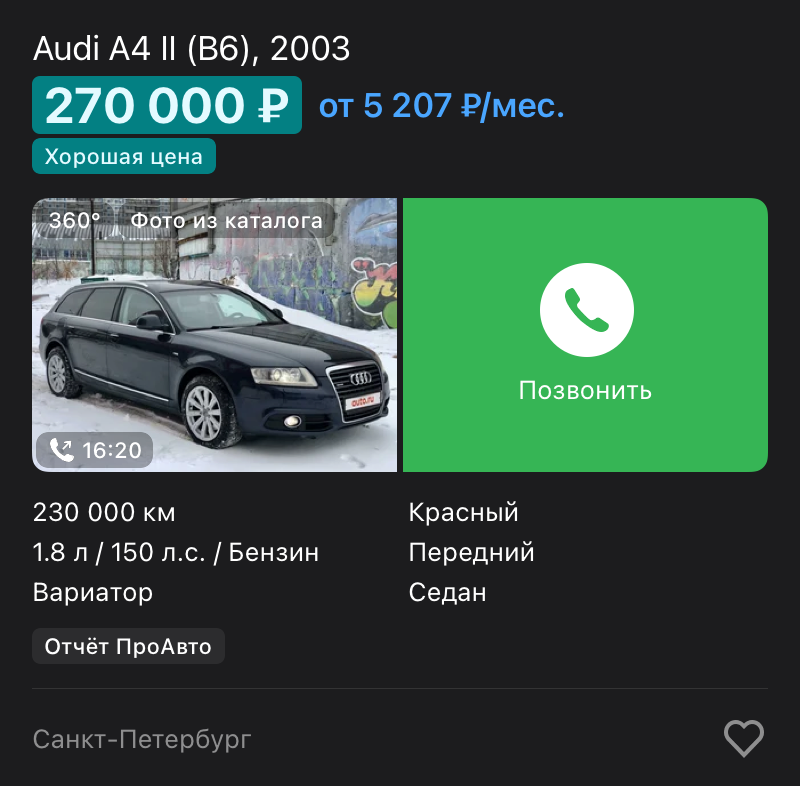 Audi A4 II (B6), 2003
270 000 ₽ от 5 207 ₽/мес.
Хорошая цена
360° Фото из каталога
auto.ru
16:20
Позвонить
230 000 км
Красный
1.8 л / 150 л.с. / Бензин
Передний
Вариатор
Седан
Отчёт ПроАвто
Санкт-Петербург